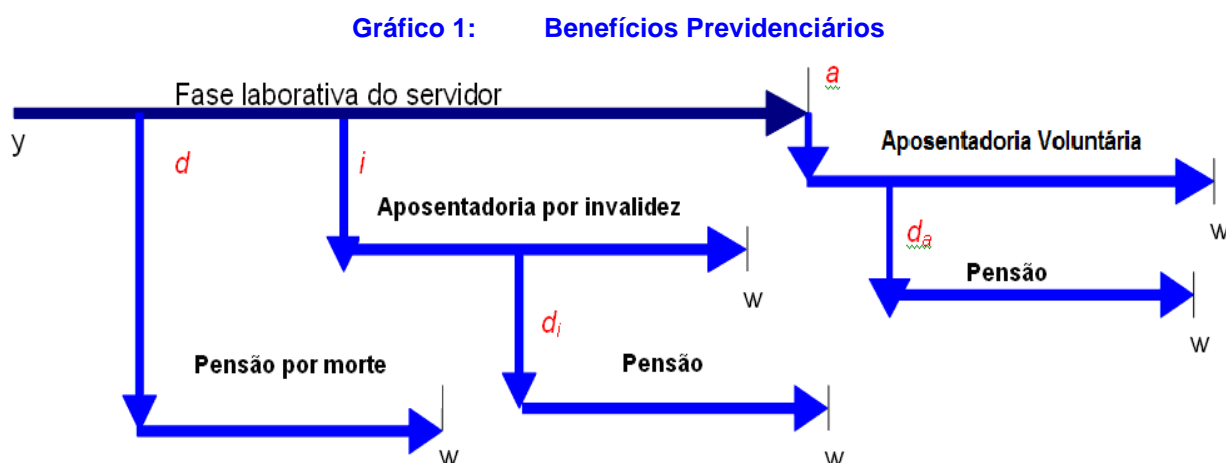 Gráfico 1: Benefícios Previdenciários
a
Fase laborativa do servidor
y
d
i
Aposentadoria Voluntária
Aposentadoria por invalidez
w
da
Pensão
w
w
di
Pensão por morte
Pensão
w
w